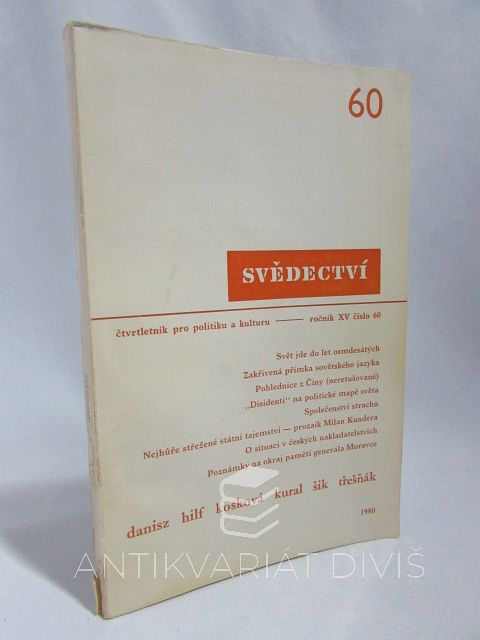 60
SVĚDECTVÍ
čtvrtletník pro politiku a kulturu — ročník XV číslo 60
Svět jde do let osmdesátých
Zakřivená přímka sovětského jazyka
Pohlednice z Číny (neretušované)
„Disidenti" na politické mapě světa
Společenství strachu
Nejhůře střežené státní tajemství — prozaik Milan Kundera
O situaci v českých nakladatelstvích
Poznámky na okraj pamětí generála Moravce
danisz hilf kosková kural šik třešňák
1980
ANTIKVARIÁT DIVIŠ